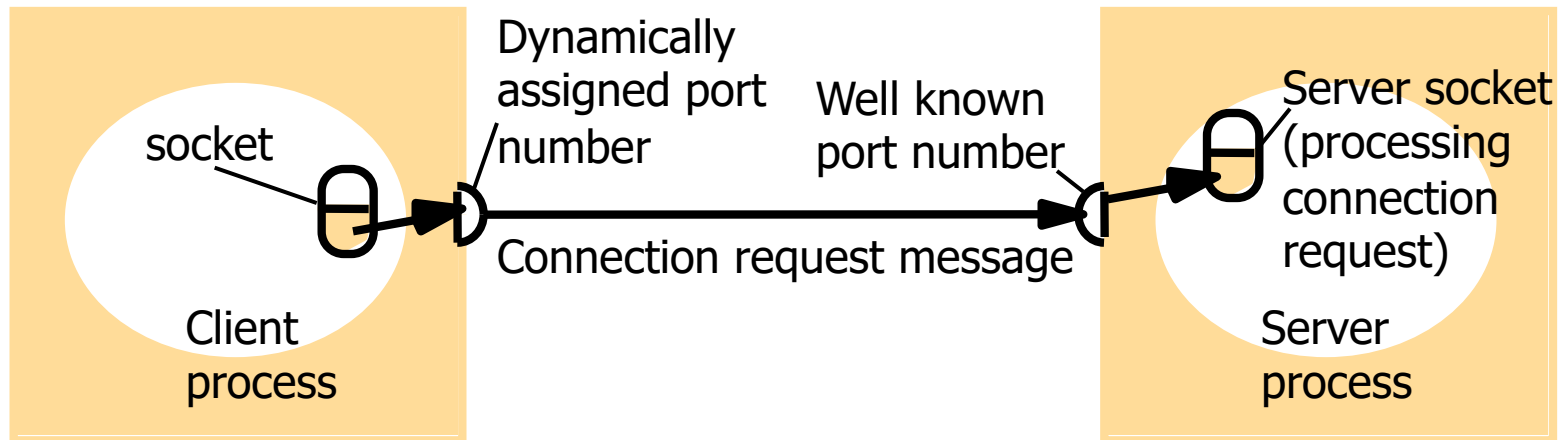 socket
Client
process
Dynamically
assigned port
number
Connection request message
Well known
port number
Server socket
(processing
connection
request)
Server
process